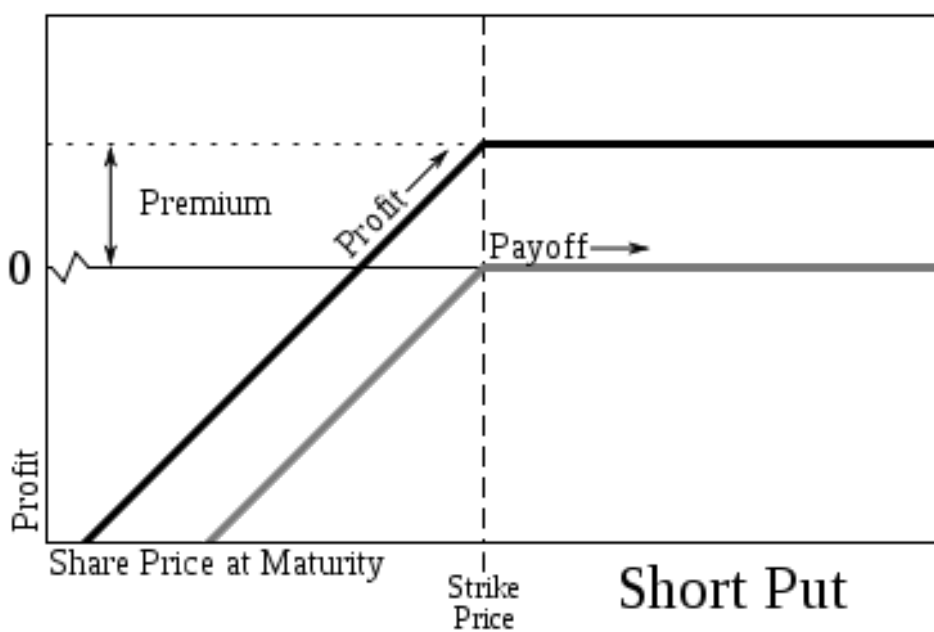 Premium
Profit
0
Payoff
Profit
Share Price at Maturity
Strike
Price
Short Put